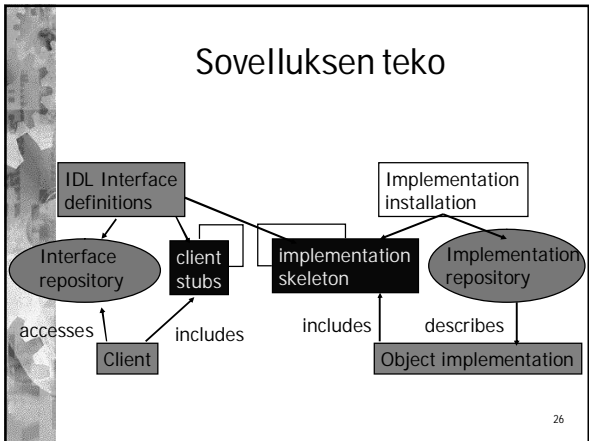 Sovelluksen teko
IDL Interface
definitions
Implementation
installation
Interface
repository
client
stubs
implementation
skeleton
Implementation
repository
accesses
includes
includes
describes
Client
Object implementation
26